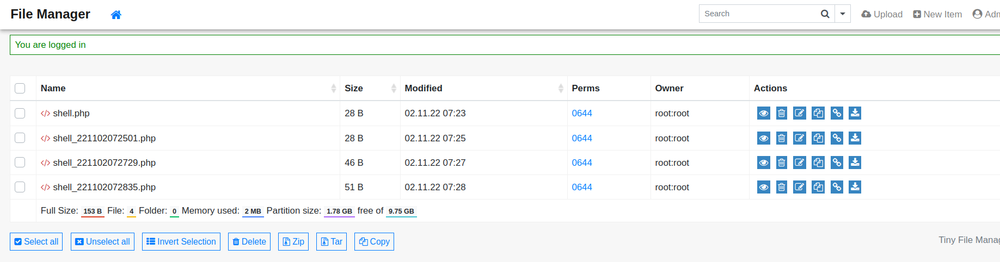 File Manager Search Upload New Item Adm
You are logged in
Name Size Modified Perms Owner Actions
</> shell.php 28 B 02.11.22 07:23 0644 root:root
</> shell_221102072501.php 28 B 02.11.22 07:25 0644 root:root
</> shell_221102072729.php 46 B 02.11.22 07:27 0644 root:root
</> shell_221102072835.php 51 B 02.11.22 07:28 0644 root:root
Full Size: 153 B File: 4 Folder: 0 Memory used: 2 MB Partition size: 1.78 GB free of 9.75 GB
Select all Unselect all Invert Selection Delete Zip Tar Copy Tiny File Manag